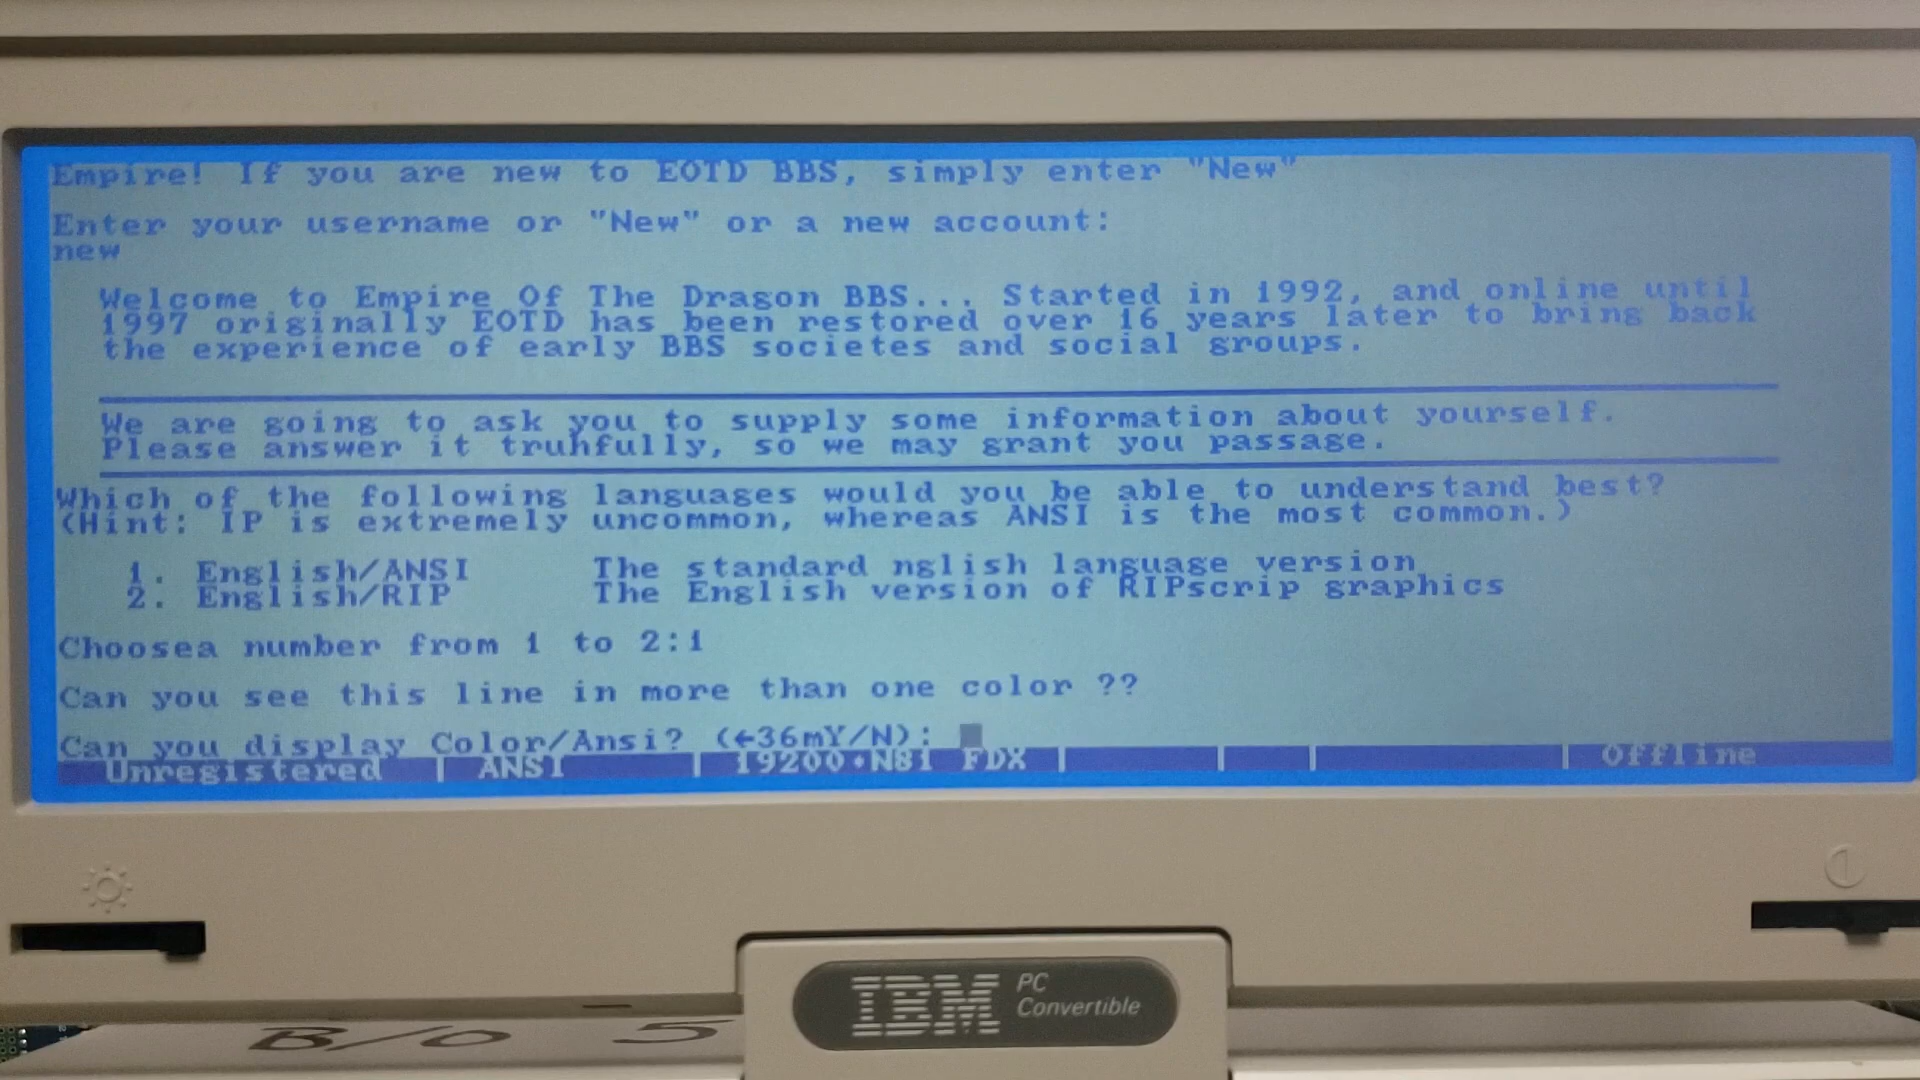 Empire! If you are new to EOTD BBS, simply enter "New"
Enter your username or "New" or a new account:
new
Welcome to Empire Of The Dragon BBS... Started in 1992, and online until
1997 originally EOTD has been restored over 16 years later to bring back
the experience of early BBS societes and social groups.
We are going to ask you to supply some information about yourself.
Please answer it truhfully, so we may grant you passage.
Which of the following languages would you be able to understand best?
(Hint: IP is extremely uncommon, whereas ANSI is the most common.)
1. English/ANSI The standard nglish language version
2. English/RIP The English version of RIPscrip graphics
Choosea number from 1 to 2:1
Can you see this line in more than one color ??
Can you display Color/Ansi? (←36mY/N):
Unregistered | ANSI | 19200·N81 FDX | | | | Offline
IBM PC Convertible
B/O 5